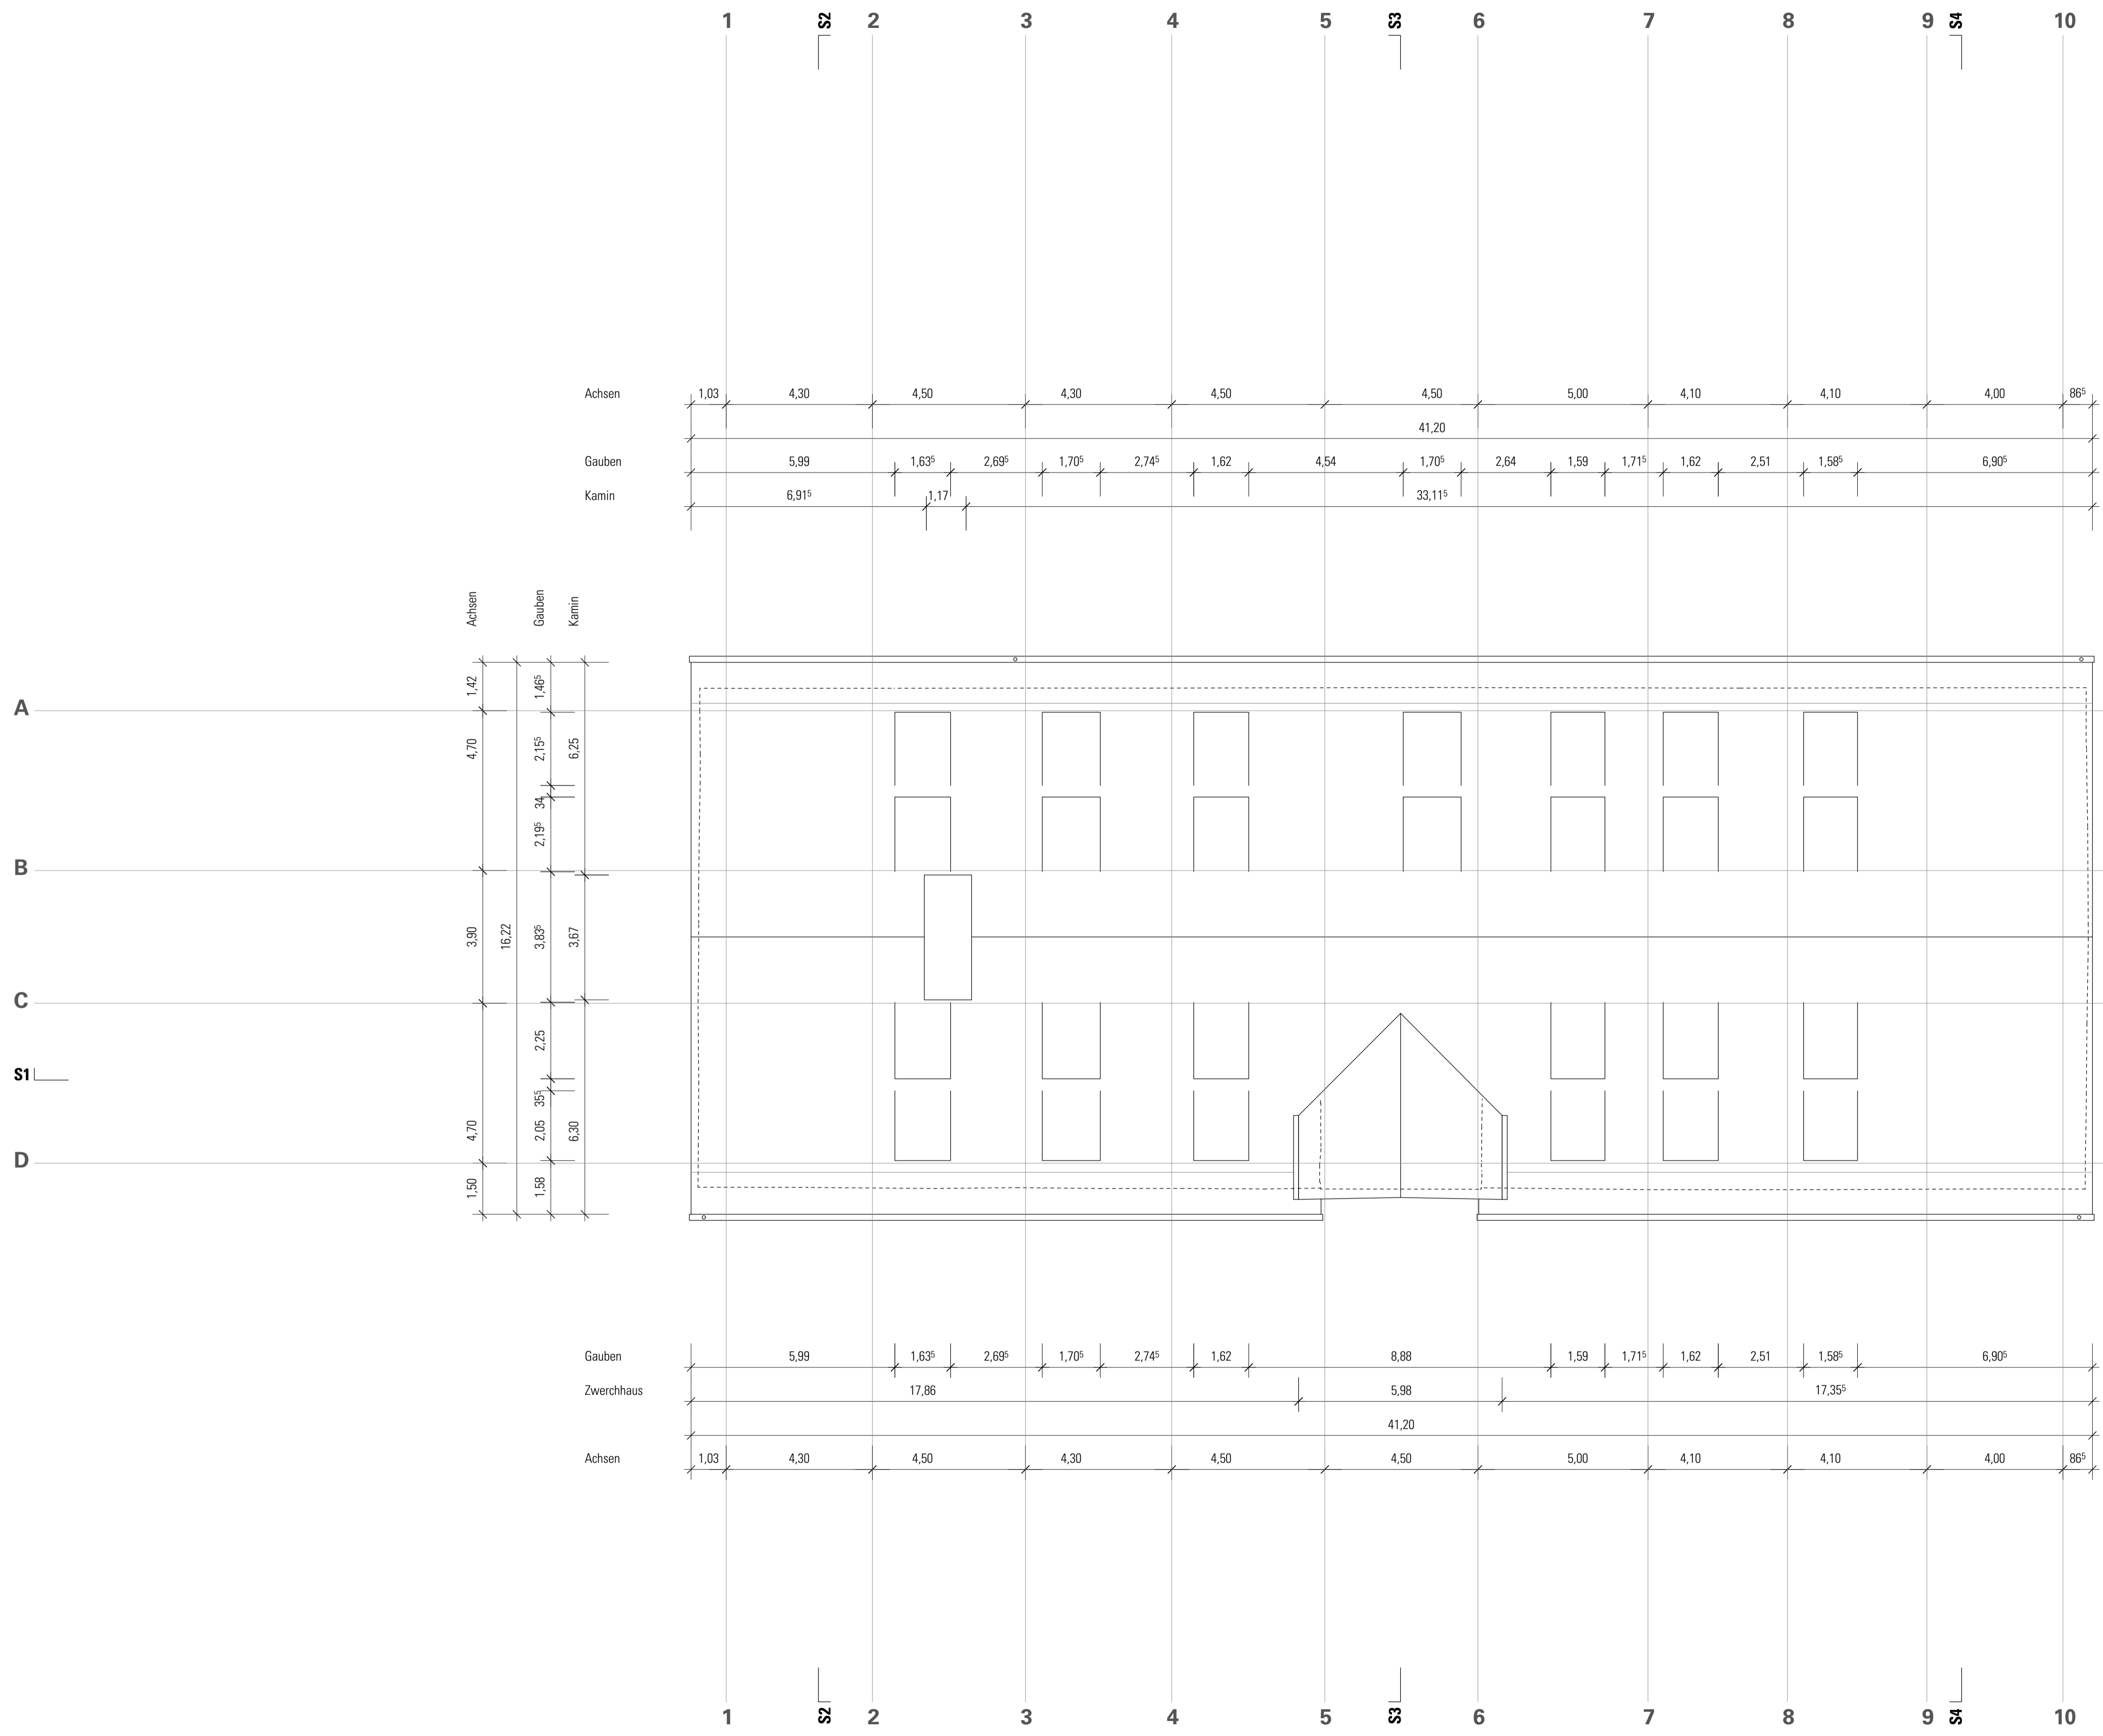 1 S2 2 3 4 5 S3 6 7 8 9 S4 10
Achsen 1,03 4,30 4,50 4,30 4,50 4,50 5,00 4,10 4,10 4,00 86⁵
41,20
Gauben 5,99 1,63⁵ 2,69⁵ 1,70⁵ 2,74⁵ 1,62 4,54 1,70⁵ 2,64 1,59 1,71⁵ 1,62 2,51 1,58⁵ 6,90⁵
Kamin 6,91⁵ 1,17 33,11⁵
Achsen
1,42
4,70
3,90
4,70
1,50
16,22
Gauben
1,46⁵
2,15⁵
34
2,19⁵
3,83⁵
2,25
35⁵
2,05
1,58
Kamin
6,25
3,67
6,30
A
B
C
S1
D
Gauben 5,99 1,63⁵ 2,69⁵ 1,70⁵ 2,74⁵ 1,62 8,88 1,59 1,71⁵ 1,62 2,51 1,58⁵ 6,90⁵
Zwerchhaus 17,86 5,98 17,35⁵
41,20
Achsen 1,03 4,30 4,50 4,30 4,50 4,50 5,00 4,10 4,10 4,00 86⁵
1 S2 2 3 4 5 S3 6 7 8 9 S4 10